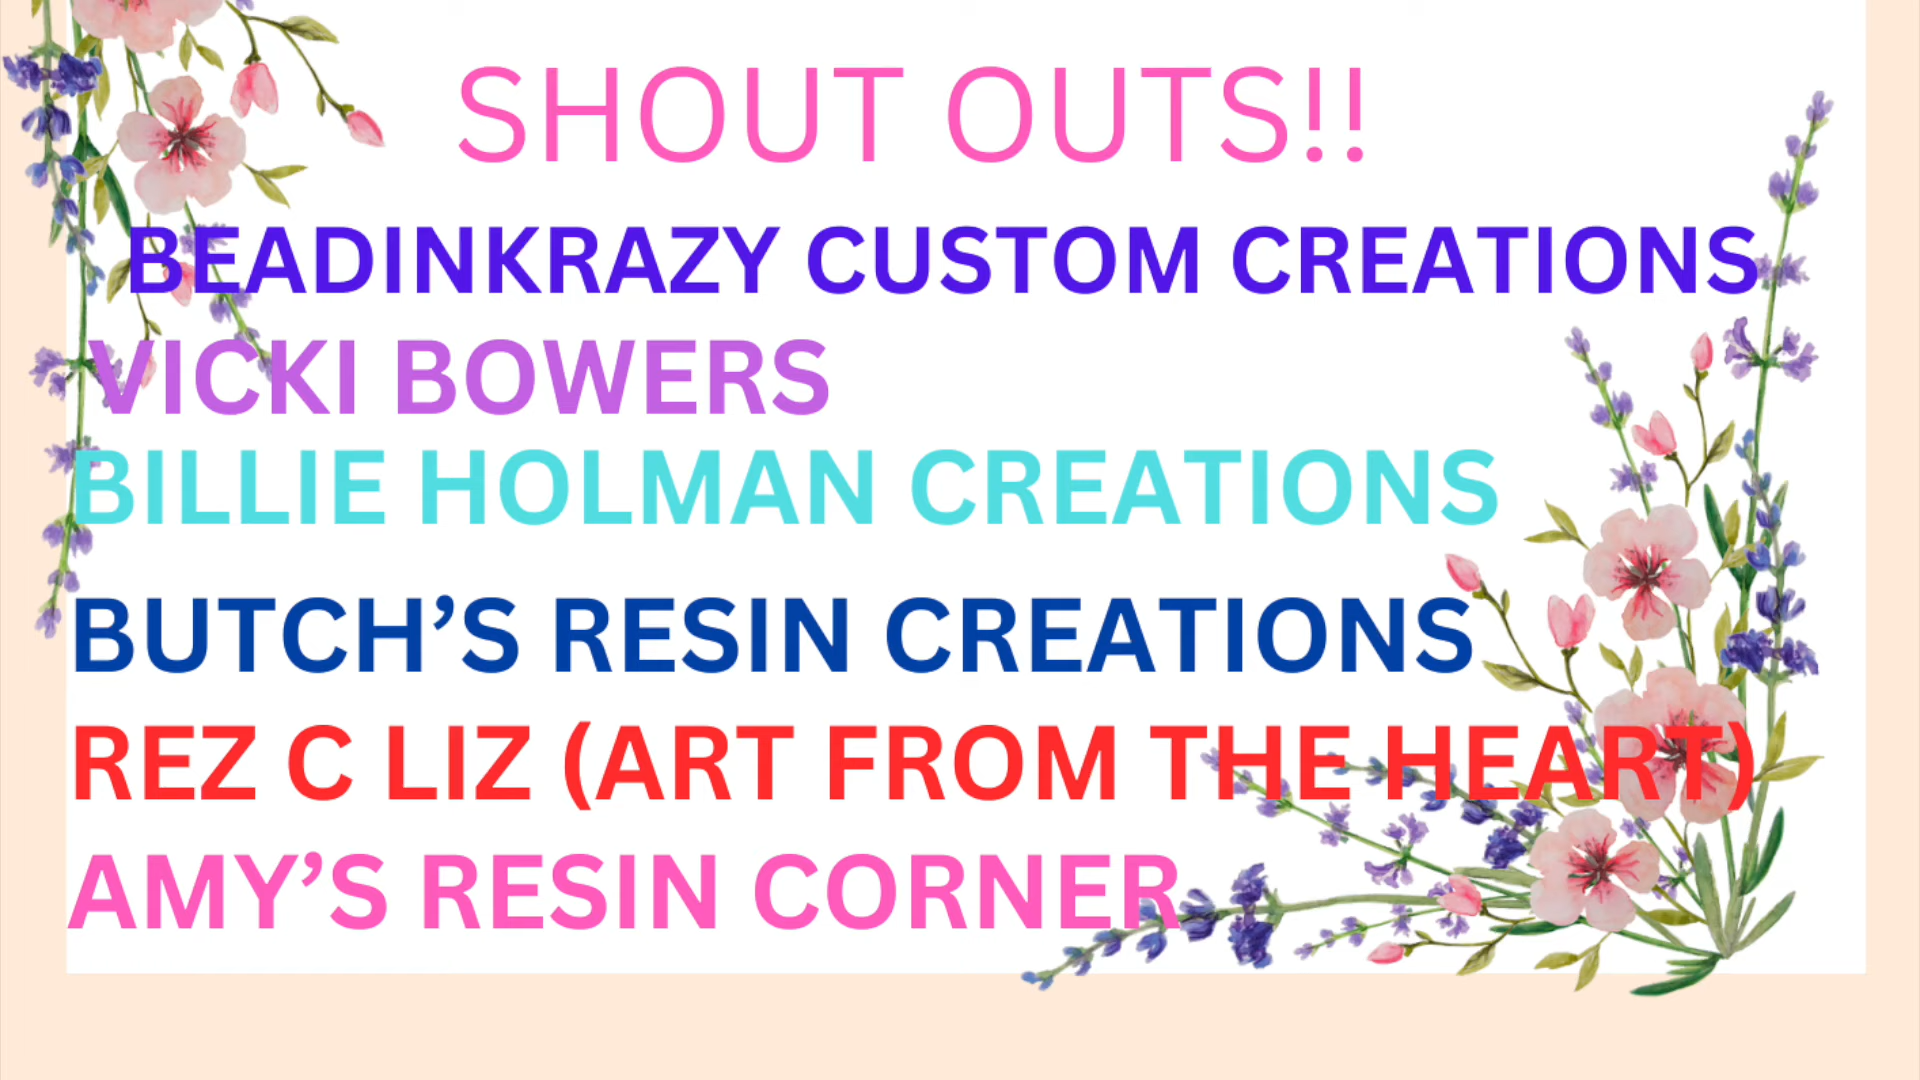 SHOUT OUTS!!
BEADINKRAZY CUSTOM CREATIONS
VICKI BOWERS
BILLIE HOLMAN CREATIONS
BUTCH’S RESIN CREATIONS
REZ C LIZ (ART FROM THE HEART)
AMY’S RESIN CORNER